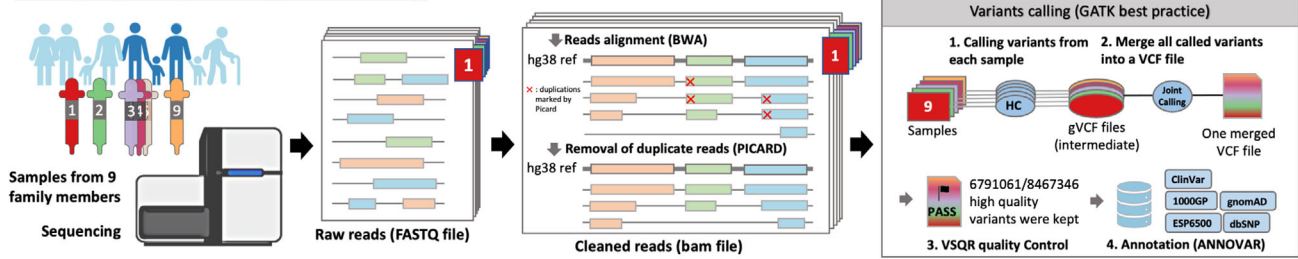 1
2
34
9
Samples from 9
family members
Sequencing
1
Raw reads (FASTQ file)
Reads alignment (BWA)
hg38 ref
× : duplications
marked by
Picard
Removal of duplicate reads (PICARD)
hg38 ref
1
Cleaned reads (bam file)
Variants calling (GATK best practice)
1. Calling variants from
each sample
2. Merge all called variants
into a VCF file
9
Samples
HC
gVCF files
(intermediate)
Joint
Calling
One merged
VCF file
PASS
6791061/8467346
high quality
variants were kept
3. VSQR quality Control
ClinVar
1000GP
gnomAD
ESP6500
dbSNP
4. Annotation (ANNOVAR)